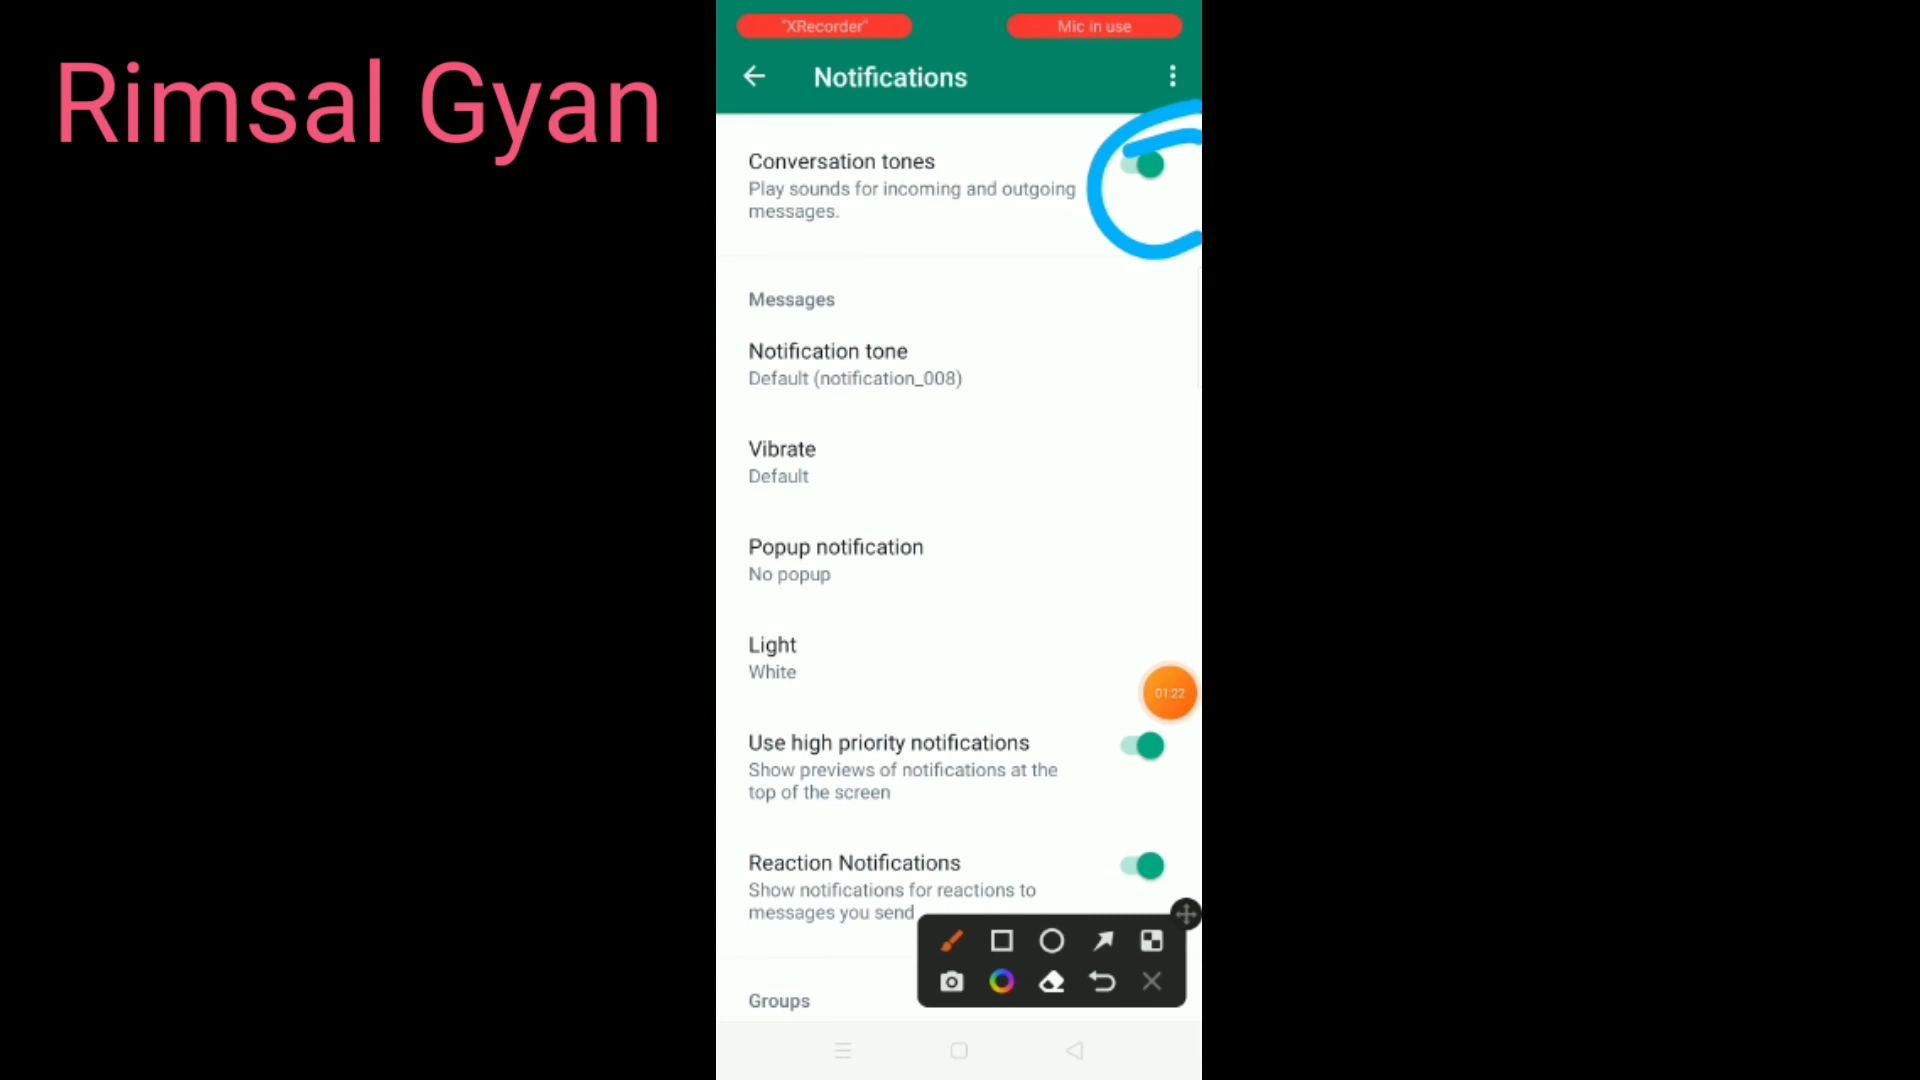 Rimsal Gyan
"XRecorder"
Mic in use
Notifications
Conversation tones
Play sounds for incoming and outgoing
messages.
Messages
Notification tone
Default (notification_008)
Vibrate
Default
Popup notification
No popup
Light
White
01:22
Use high priority notifications
Show previews of notifications at the
top of the screen
Reaction Notifications
Show notifications for reactions to
messages you send
Groups